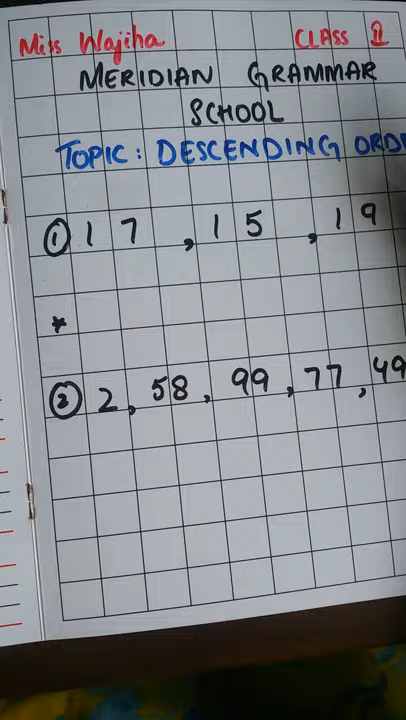 Miss Wajiha CLASS 1
MERIDIAN GRAMMAR
SCHOOL
TOPIC: DESCENDING ORD
① 17, 15, 19
*
② 2, 58, 99, 77, 49